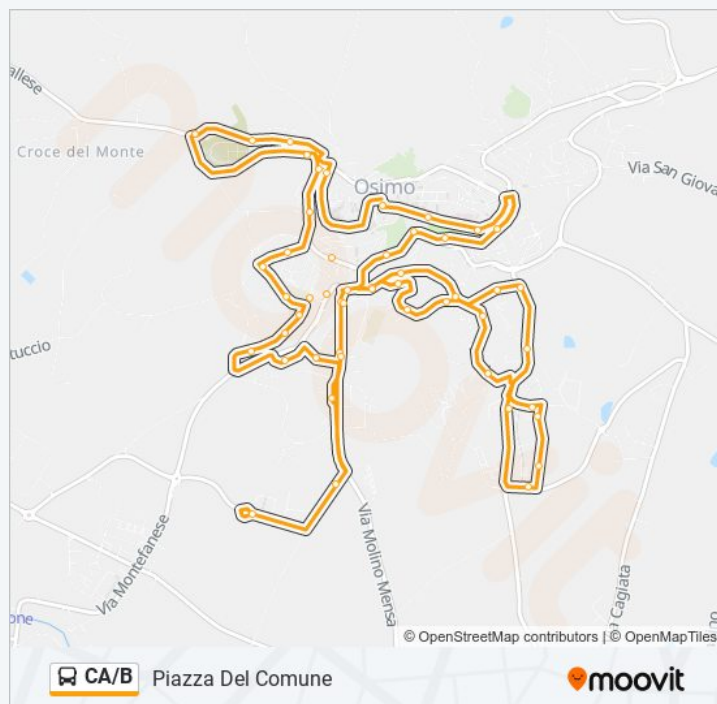 allese
Croce del Monte
Osimo
Via San Giova
tuccio
Via Montefanese
Via Molino Mensa
a Cagiata
one
no
© OpenStreetMap contributors | © OpenMapTiles
CA/B
Piazza Del Comune
moovit